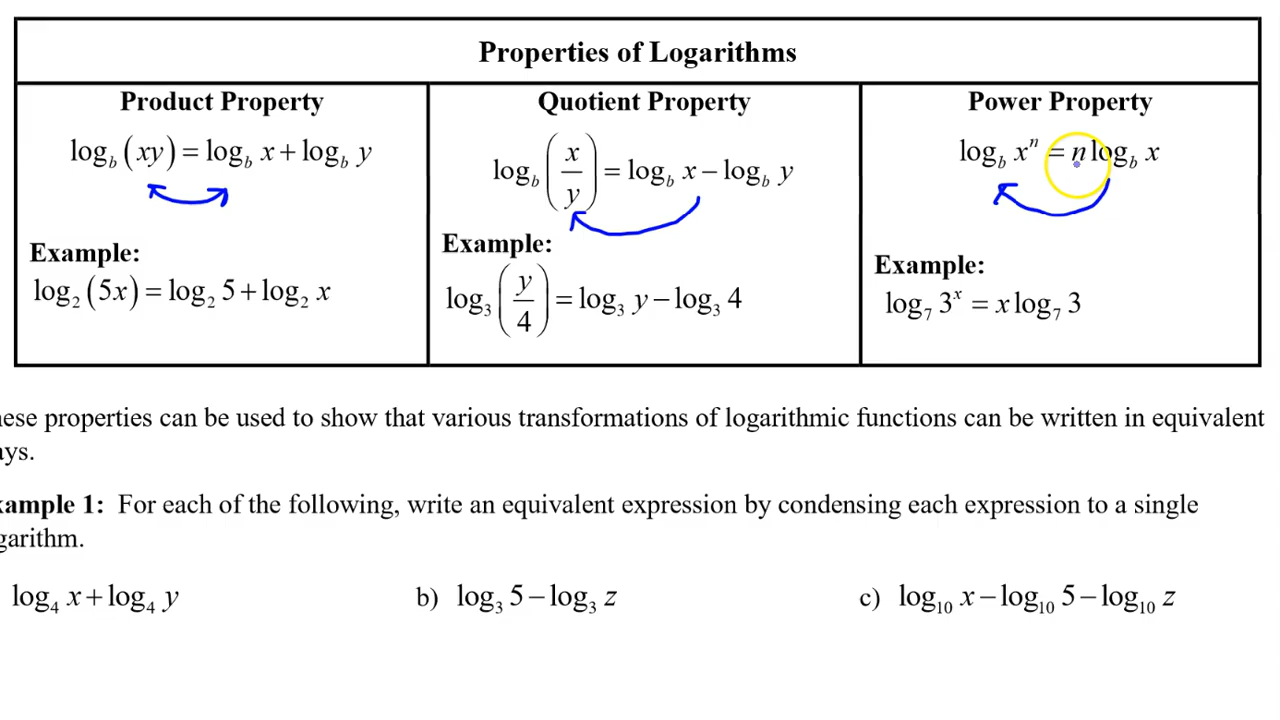 Properties of Logarithms
Product Property
log_b (xy) = log_b x + log_b y
Example:
log_2 (5x) = log_2 5 + log_2 x
Quotient Property
log_b (x/y) = log_b x − log_b y
Example:
log_3 (y/4) = log_3 y − log_3 4
Power Property
log_b x^n = n log_b x
Example:
log_7 3^x = x log_7 3
ese properties can be used to show that various transformations of logarithmic functions can be written in equivalent
ys.
ample 1: For each of the following, write an equivalent expression by condensing each expression to a single
garithm.
log_4 x + log_4 y
b) log_3 5 − log_3 z
c) log_10 x − log_10 5 − log_10 z